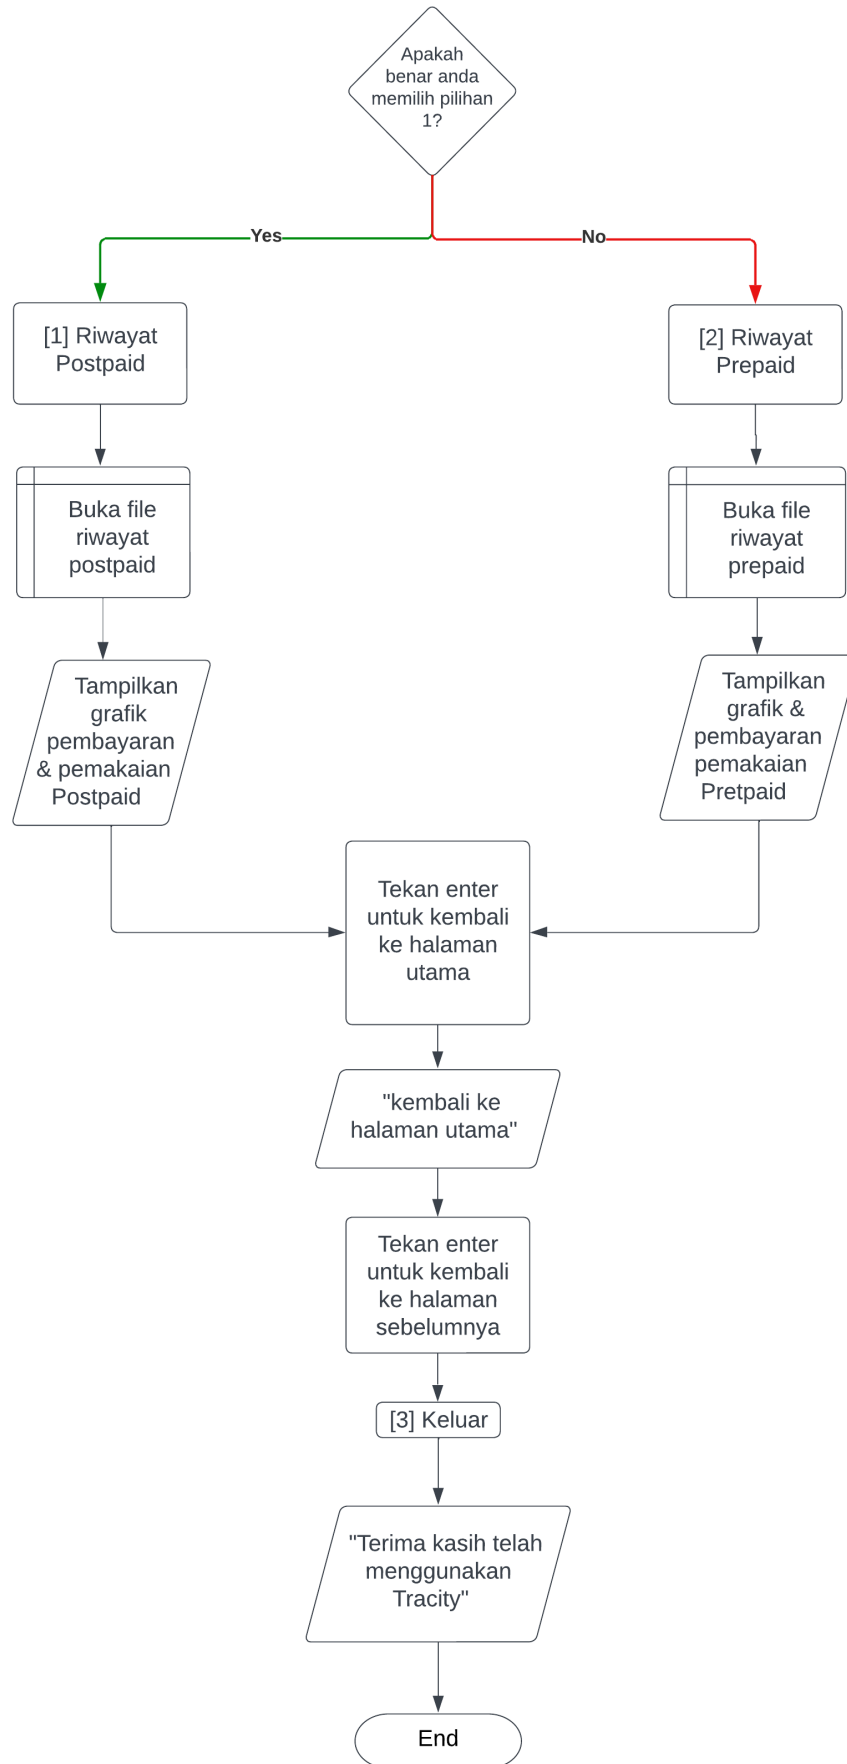 Apakah
benar anda
memilih pilihan
1?
Yes
No
[1] Riwayat
Postpaid
[2] Riwayat
Prepaid
Buka file
riwayat
postpaid
Buka file
riwayat
prepaid
Tampilkan
grafik
pembayaran
& pemakaian
Postpaid
Tampilkan
grafik &
pembayaran
pemakaian
Pretpaid
Tekan enter
untuk kembali
ke halaman
utama
"kembali ke
halaman utama"
Tekan enter
untuk kembali
ke halaman
sebelumnya
[3] Keluar
"Terima kasih telah
menggunakan
Tracity"
End